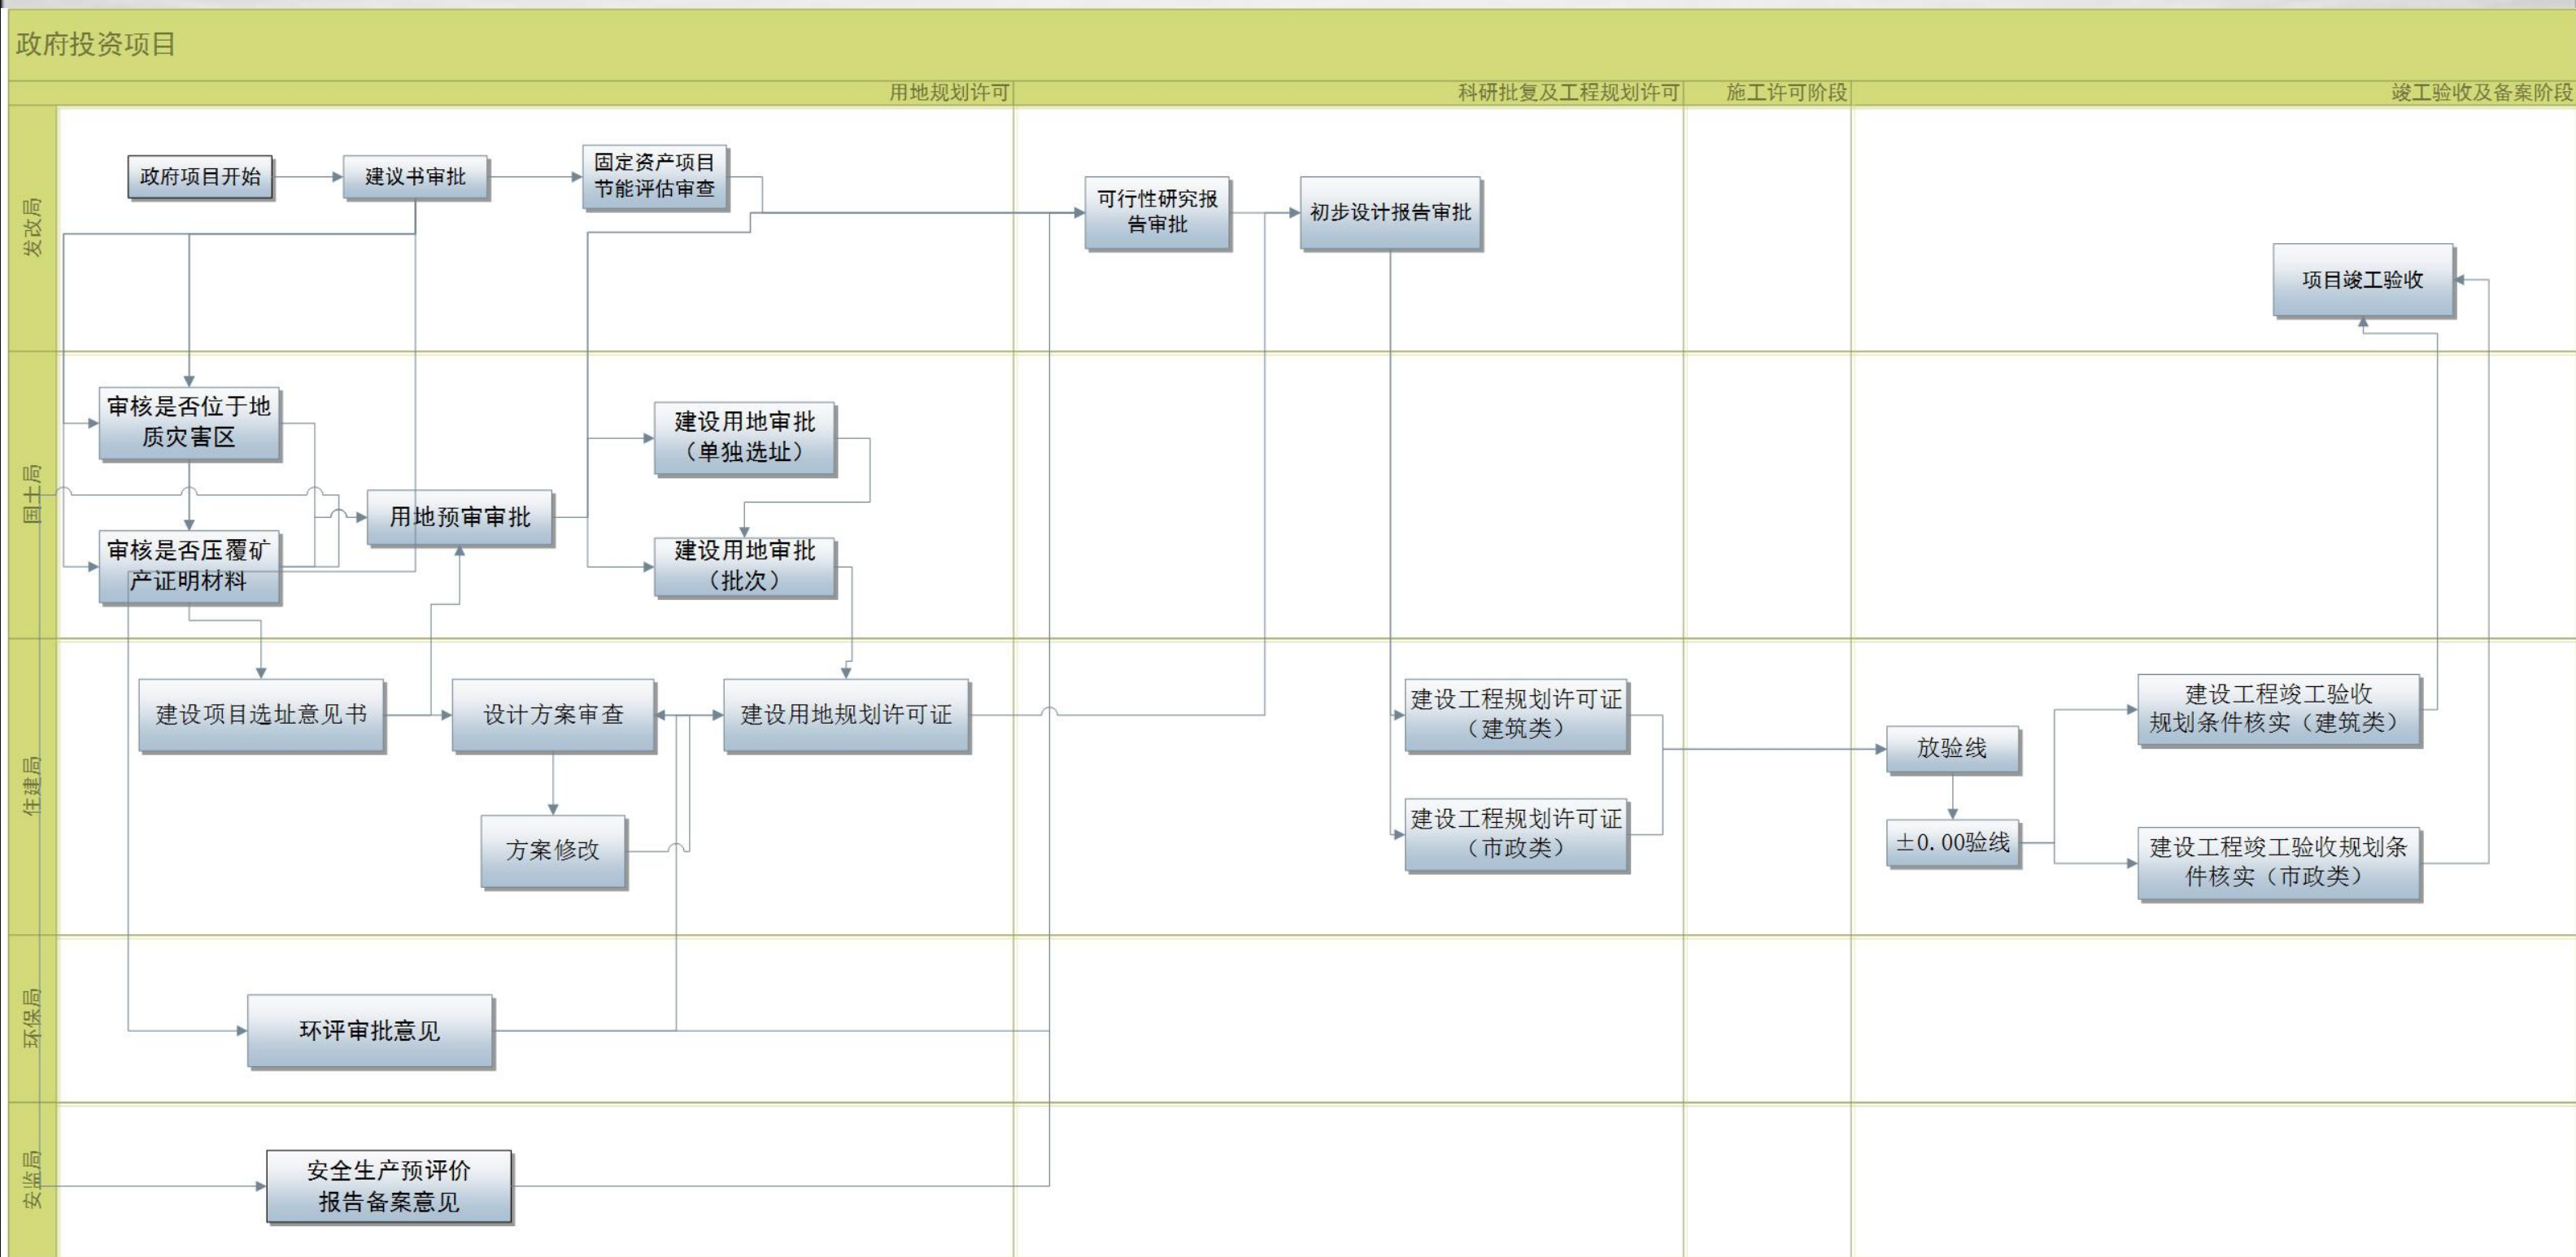 政府投资项目
用地规划许可
科研批复及工程规划许可
施工许可阶段
竣工验收及备案阶段
发改局
政府项目开始
建议书审批
固定资产项目
节能评估审查
可行性研究报
告审批
初步设计报告审批
项目竣工验收
国土局
审核是否位于地
质灾害区
审核是否压覆矿
产证明材料
用地预审审批
建设用地审批
（单独选址）
建设用地审批
（批次）
住建局
建设项目选址意见书
设计方案审查
建设用地规划许可证
方案修改
建设工程规划许可证
（建筑类）
建设工程规划许可证
（市政类）
放验线
±0.00验线
建设工程竣工验收
规划条件核实（建筑类）
建设工程竣工验收规划条
件核实（市政类）
环保局
环评审批意见
安监局
安全生产预评价
报告备案意见